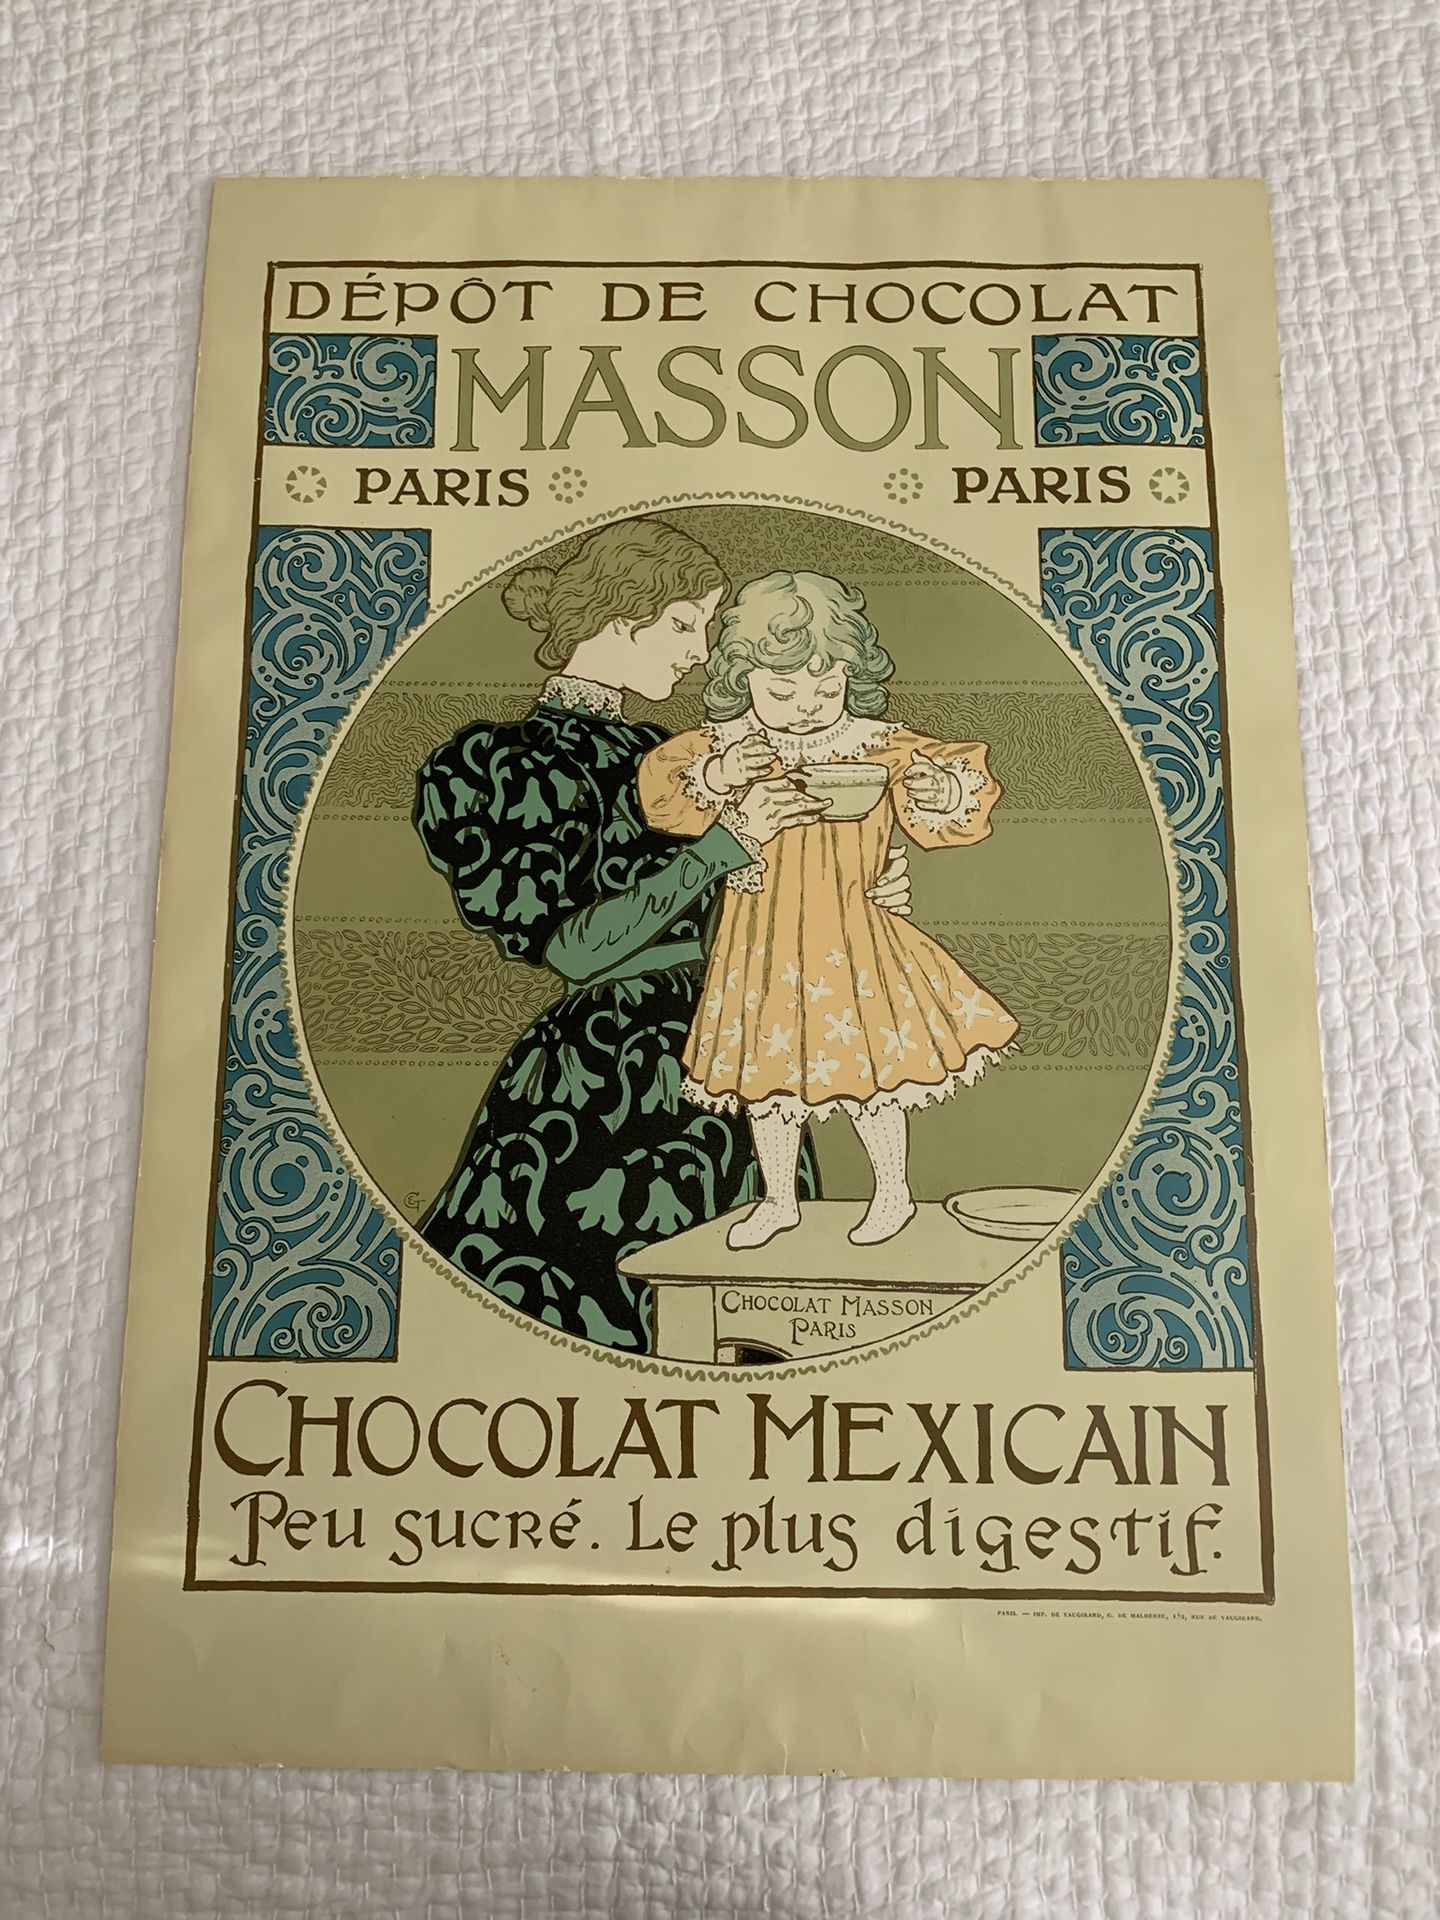 DÉPÔT DE CHOCOLAT
MASSON
PARIS PARIS
CHOCOLAT MASSON
PARIS
CHOCOLAT MEXICAIN
Peu sucré. Le plus digestif.
PARIS. — IMP. DE VAUGIRARD, G. DE MALHERBE, 152, RUE DE VAUGIRARD.